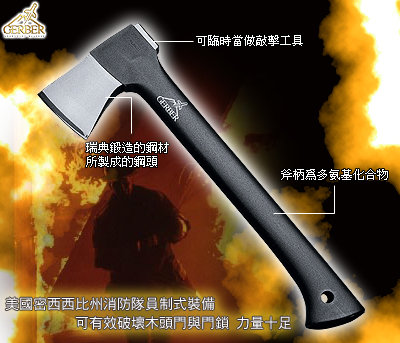 GERBER
可臨時當做敲擊工具
GERBER
瑞典鍛造的鋼材
所製成的鋼頭
斧柄為多氨基化合物
美國密西西比州消防隊員制式裝備
可有效破壞木頭門與門鎖 力量十足